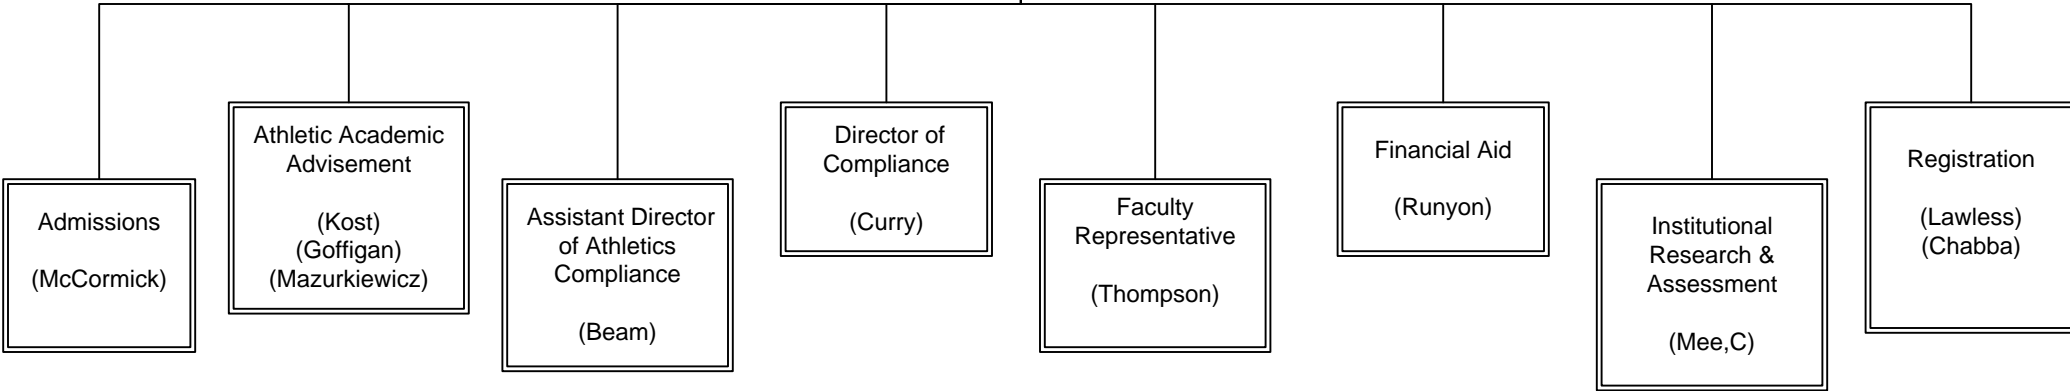 Admissions
(McCormick)
Athletic Academic
Advisement
(Kost)
(Goffigan)
(Mazurkiewicz)
Assistant Director
of Athletics
Compliance
(Beam)
Director of
Compliance
(Curry)
Faculty
Representative
(Thompson)
Financial Aid
(Runyon)
Institutional
Research &
Assessment
(Mee,C)
Registration
(Lawless)
(Chabba)